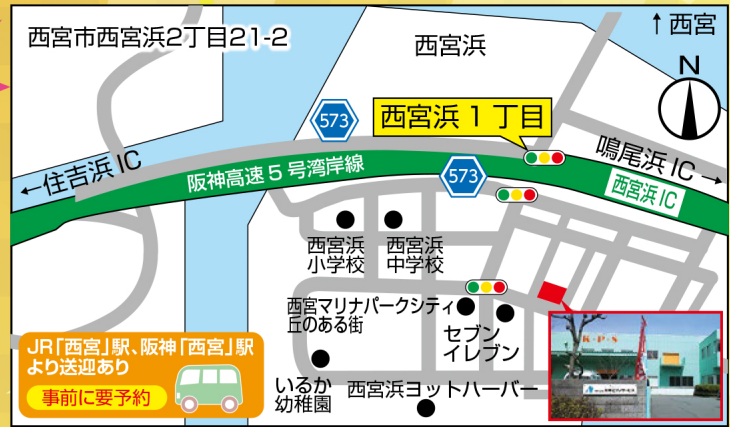 西宮市西宮浜2丁目21-2
西宮浜
↑西宮
N
573
西宮浜1丁目
鳴尾浜IC→
←住吉浜IC
阪神高速5号湾岸線
573
西宮浜IC
西宮浜
小学校
西宮浜
中学校
西宮マリナパークシティ
丘のある街
セブン
イレブン
K・P・S
JR「西宮」駅、阪神「西宮」駅
より送迎あり
事前に要予約
いるか
幼稚園
西宮浜ヨットハーバー